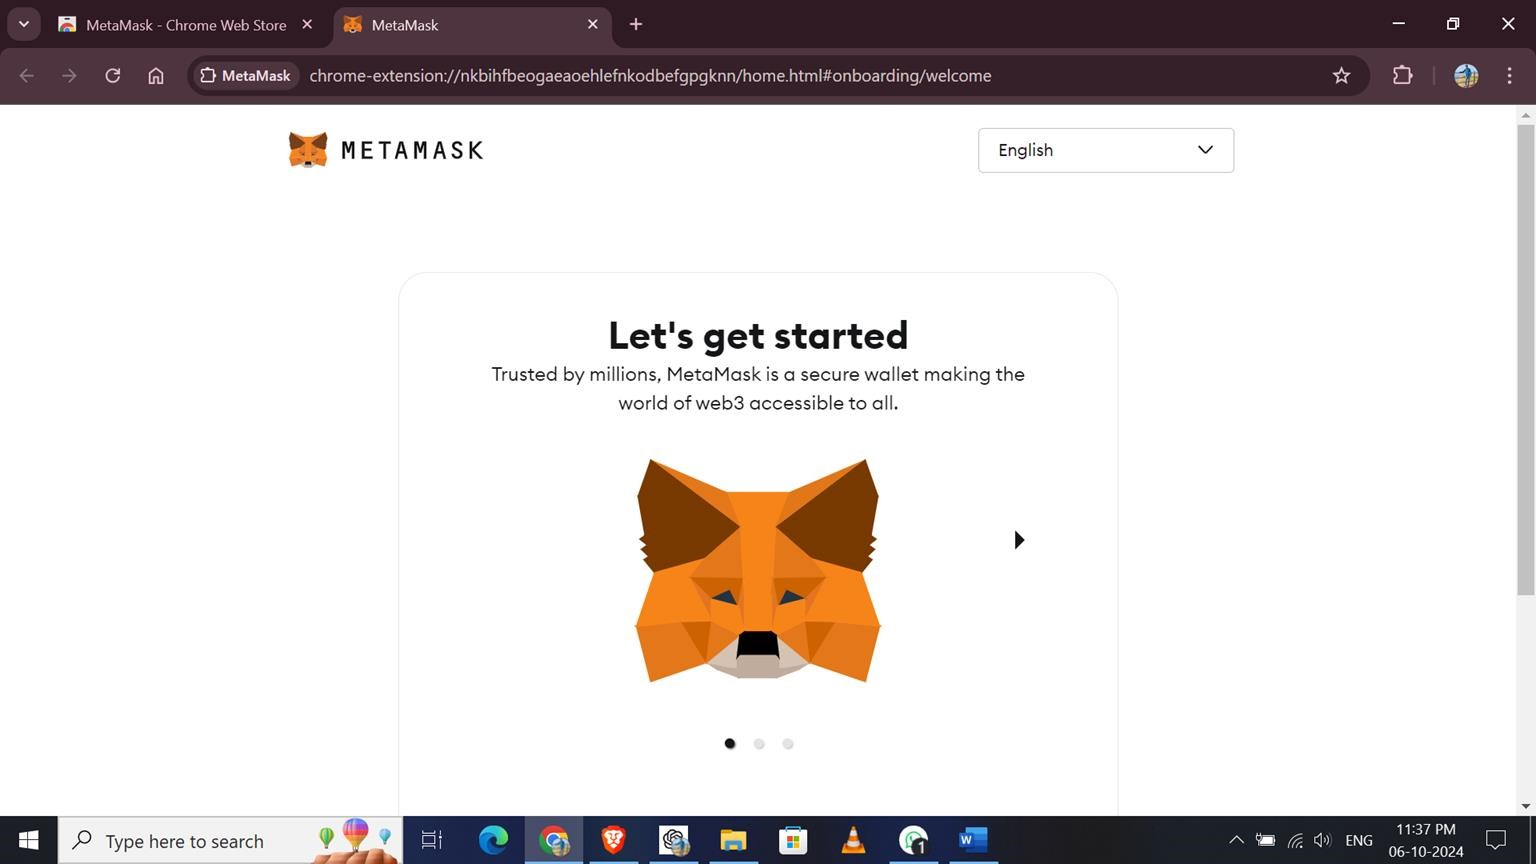 MetaMask - Chrome Web Store
MetaMask
MetaMask
chrome-extension://nkbihfbeogaeaoehlefnkodbefgpgknn/home.html#onboarding/welcome
METAMASK
English
Let's get started
Trusted by millions, MetaMask is a secure wallet making the
world of web3 accessible to all.
Type here to search
1
W
ENG
11:37 PM
06-10-2024